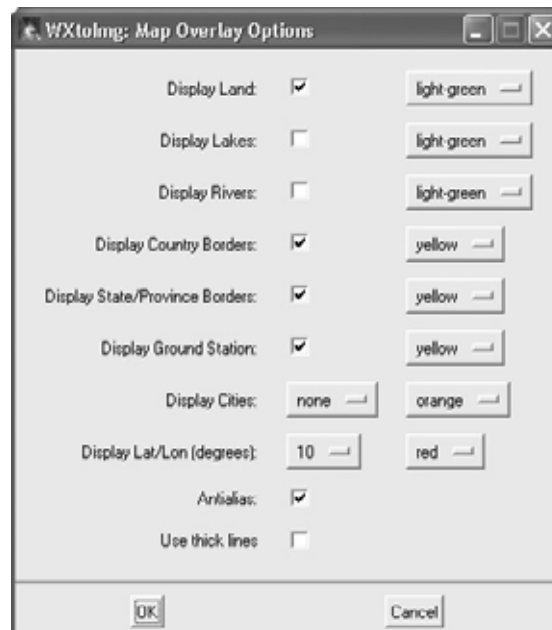 WXtoImg: Map Overlay Options
Display Land: light-green
Display Lakes: light-green
Display Rivers: light-green
Display Country Borders: yellow
Display State/Province Borders: yellow
Display Ground Station: yellow
Display Cities: none orange
Display Lat/Lon (degrees): 10 red
Antialias:
Use thick lines
OK Cancel